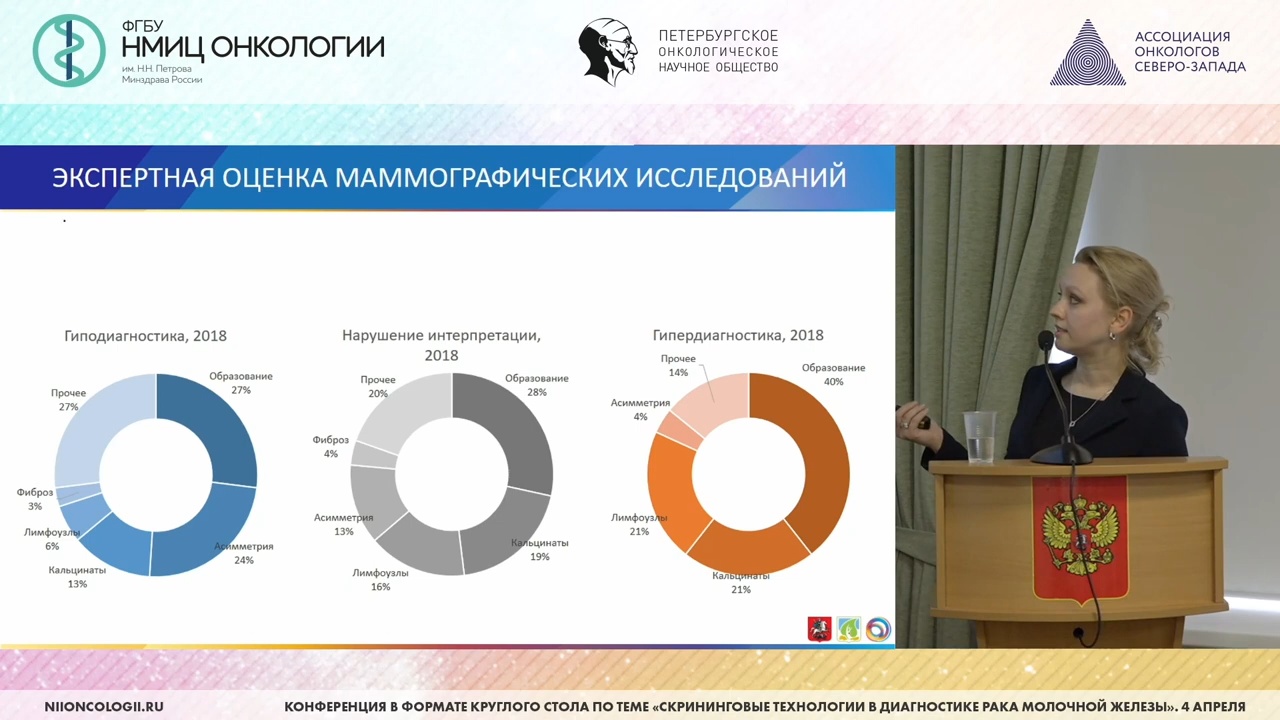 ФГБУ
НМИЦ ОНКОЛОГИИ
им. Н.Н. Петрова
Минздрава России
ПЕТЕРБУРГСКОЕ
ОНКОЛОГИЧЕСКОЕ
НАУЧНОЕ ОБЩЕСТВО
АССОЦИАЦИЯ
ОНКОЛОГОВ
СЕВЕРО-ЗАПАДА
ЭКСПЕРТНАЯ ОЦЕНКА МАММОГРАФИЧЕСКИХ ИССЛЕДОВАНИЙ
Гиподиагностика, 2018
Образование
27%
Асимметрия
24%
Кальцинаты
13%
Лимфоузлы
6%
Фиброз
3%
Прочее
27%
Нарушение интерпретации,
2018
Образование
28%
Кальцинаты
19%
Лимфоузлы
16%
Асимметрия
13%
Фиброз
4%
Прочее
20%
Гипердиагностика, 2018
Образование
40%
Кальцинаты
21%
Лимфоузлы
21%
Асимметрия
4%
Прочее
14%
NIIONCOLOGII.RU
КОНФЕРЕНЦИЯ В ФОРМАТЕ КРУГЛОГО СТОЛА ПО ТЕМЕ «СКРИНИНГОВЫЕ ТЕХНОЛОГИИ В ДИАГНОСТИКЕ РАКА МОЛОЧНОЙ ЖЕЛЕЗЫ». 4 АПРЕЛЯ